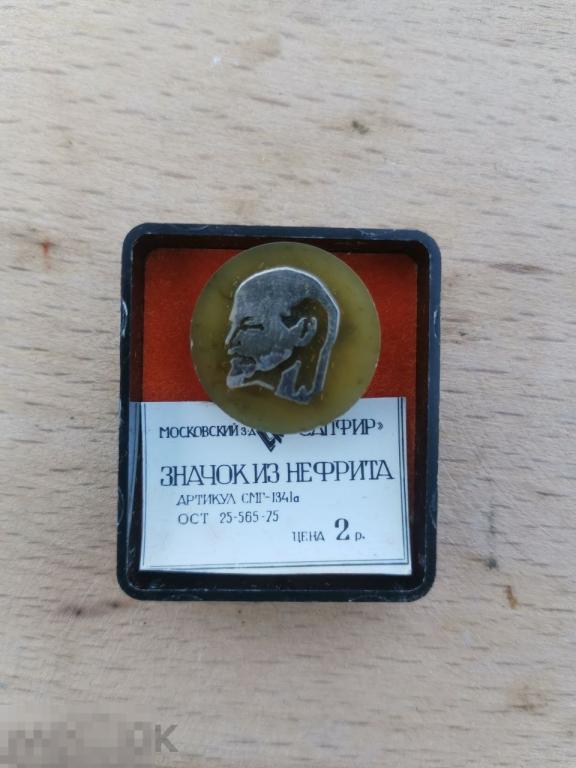 МОСКОВСКИЙ З-Д САПФИР»
ЗНАЧОК ИЗ НЕФРИТА
АРТИКУЛ СМГ-1341а
ОСТ 25-565-75
ЦЕНА 2 р.